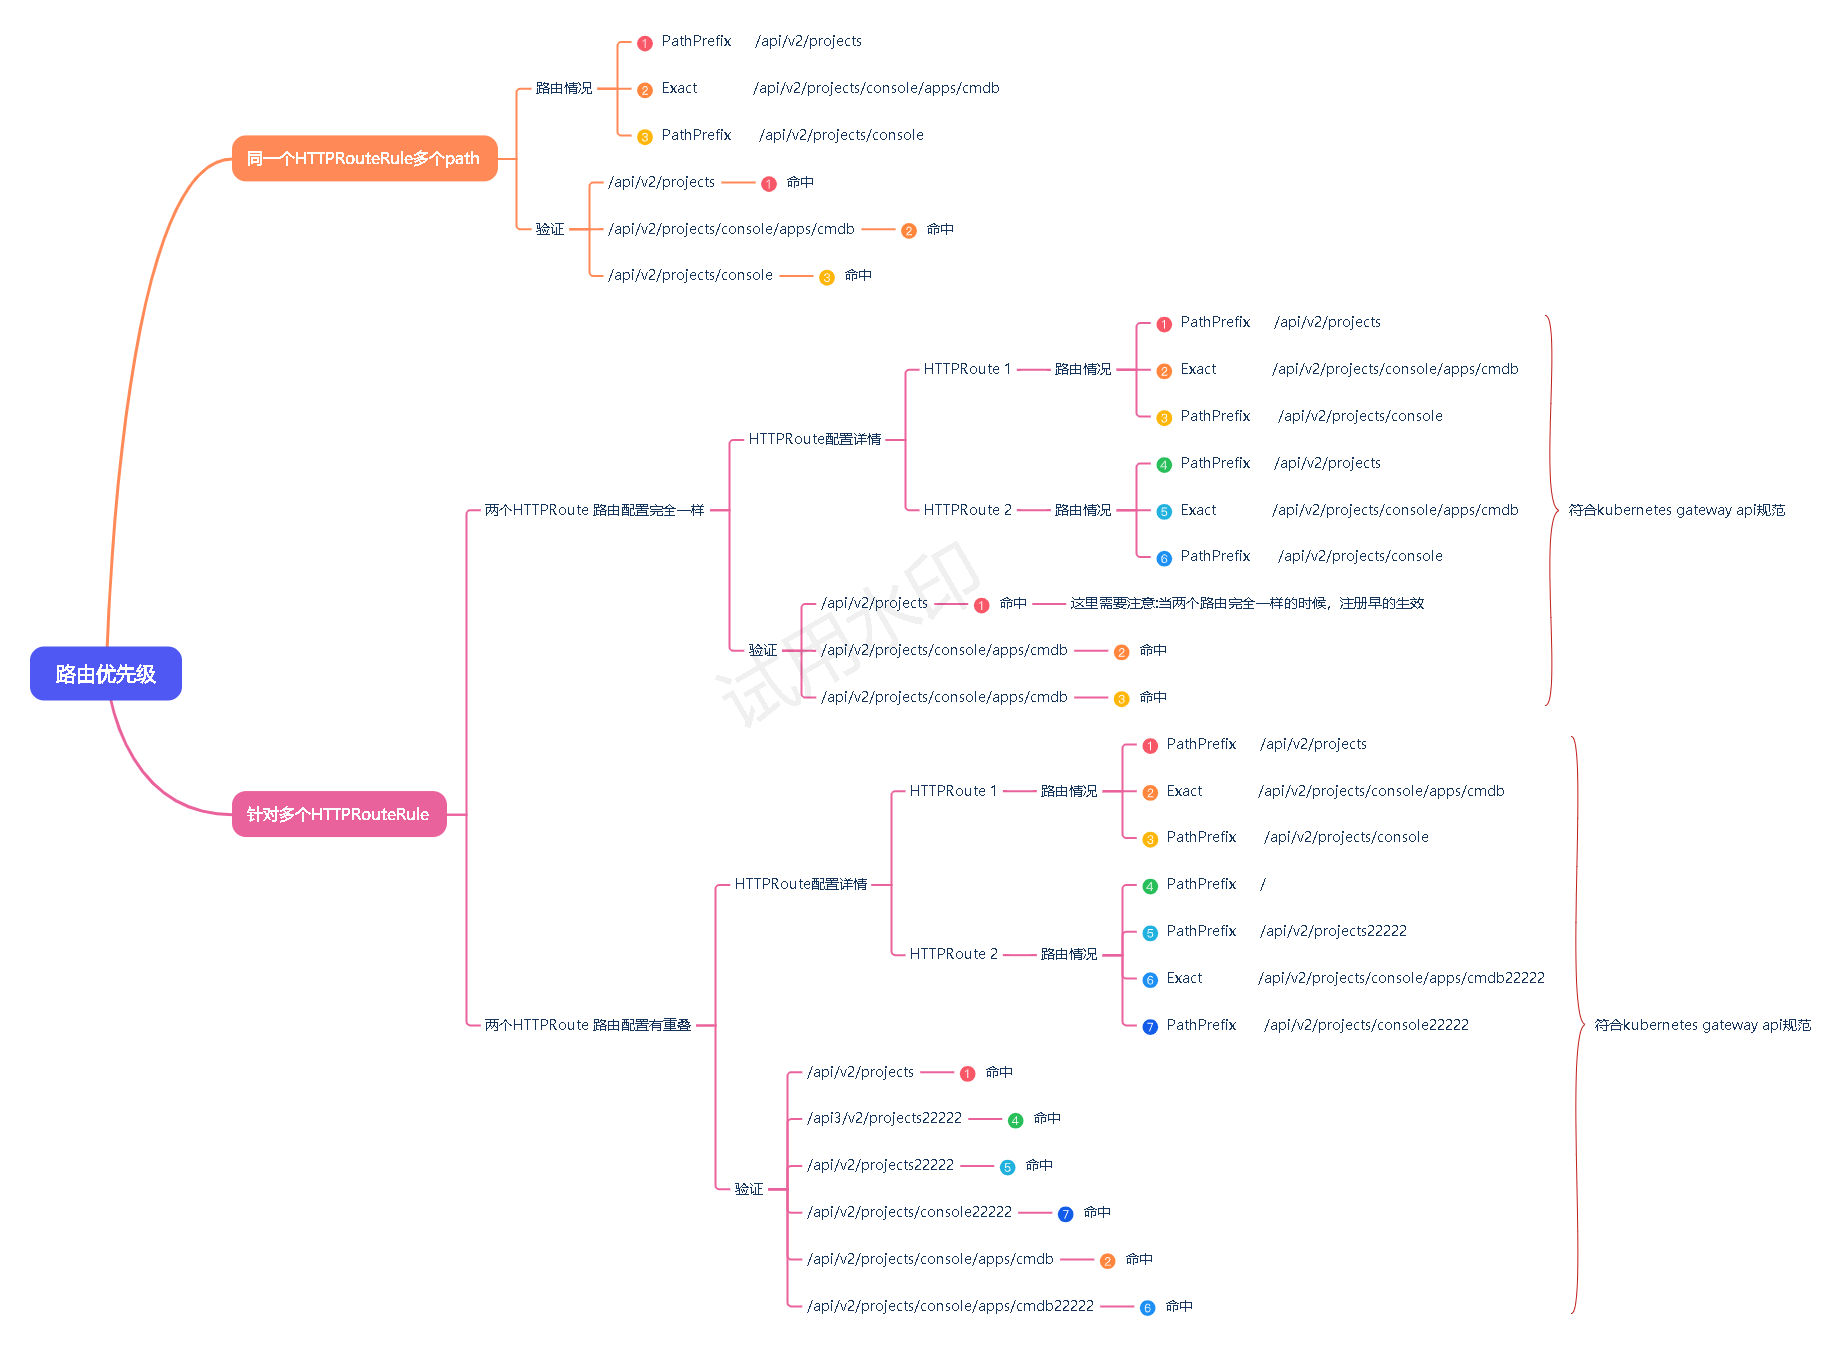 路由优先级
同一个HTTPRouteRule多个path
路由情况
1 PathPrefix /api/v2/projects
2 Exact /api/v2/projects/console/apps/cmdb
3 PathPrefix /api/v2/projects/console
验证
/api/v2/projects 1 命中
/api/v2/projects/console/apps/cmdb 2 命中
/api/v2/projects/console 3 命中
针对多个HTTPRouteRule
两个HTTPRoute 路由配置完全一样
HTTPRoute配置详情
HTTPRoute 1 路由情况
1 PathPrefix /api/v2/projects
2 Exact /api/v2/projects/console/apps/cmdb
3 PathPrefix /api/v2/projects/console
HTTPRoute 2 路由情况
4 PathPrefix /api/v2/projects
5 Exact /api/v2/projects/console/apps/cmdb
6 PathPrefix /api/v2/projects/console
验证
/api/v2/projects 1 命中 这里需要注意:当两个路由完全一样的时候，注册早的生效
/api/v2/projects/console/apps/cmdb 2 命中
/api/v2/projects/console/apps/cmdb 3 命中
符合kubernetes gateway api规范
两个HTTPRoute 路由配置有重叠
HTTPRoute配置详情
HTTPRoute 1 路由情况
1 PathPrefix /api/v2/projects
2 Exact /api/v2/projects/console/apps/cmdb
3 PathPrefix /api/v2/projects/console
HTTPRoute 2 路由情况
4 PathPrefix /
5 PathPrefix /api/v2/projects22222
6 Exact /api/v2/projects/console/apps/cmdb22222
7 PathPrefix /api/v2/projects/console22222
验证
/api/v2/projects 1 命中
/api3/v2/projects22222 4 命中
/api/v2/projects22222 5 命中
/api/v2/projects/console22222 7 命中
/api/v2/projects/console/apps/cmdb 2 命中
/api/v2/projects/console/apps/cmdb22222 6 命中
符合kubernetes gateway api规范
试用水印